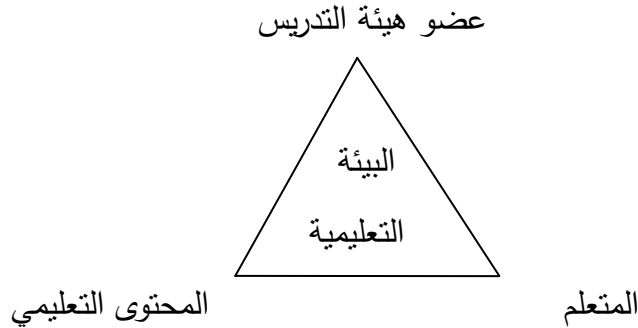 عضو هيئة التدريس
البيئة
التعليمية
المتعلم
المحتوى التعليمي